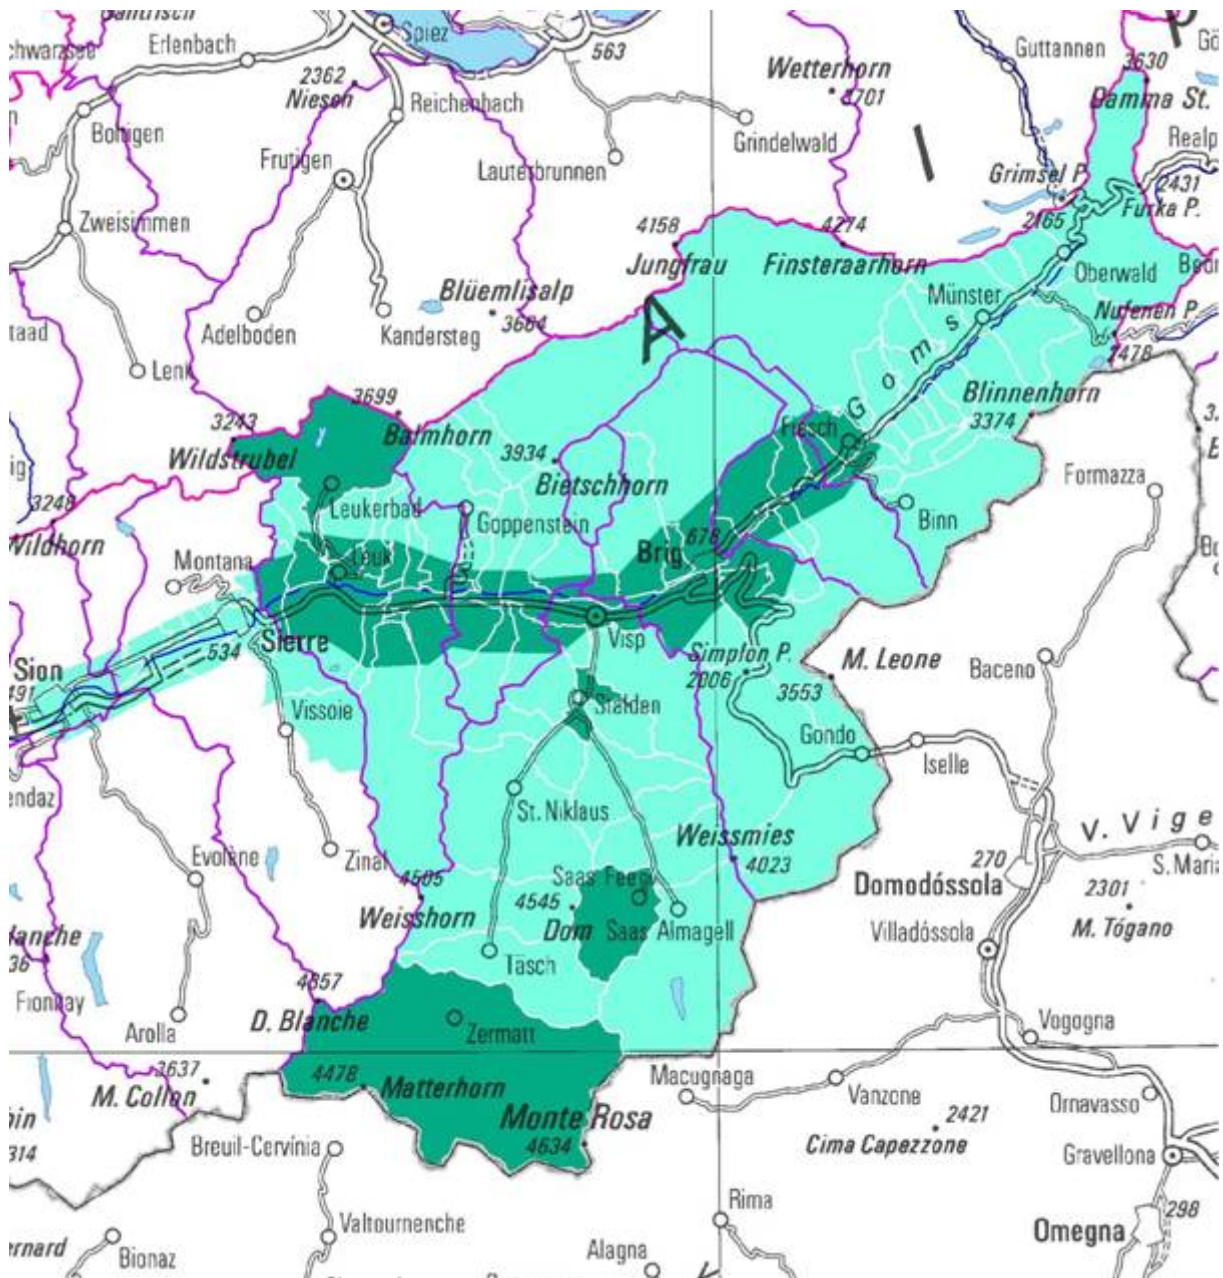 Spiez
563
Erlenbach
2362
Niesen
Reichenbach
Wetterhorn
3701
Guttannen
3630
Damma St.
Grindelwald
Realp
Frutigen
Lauterbrunnen
Grimsel P.
2431
Furka P.
2165
Zweisimmen
4158
Jungfrau
4274
Finsteraarhorn
Oberwald
Münster
Nufenen P.
2478
Blüemlisalp
3664
Adelboden
Kandersteg
Lenk
A
Goms
Blinnenhorn
3374
3699
Balmhorn
3243
Wildstrubel
Fiesch
3934
Bietschhorn
Formazza
3248
Wildhorn
Leukerbad
Goppenstein
Binn
678
Brig
Montana
Leuk
Sierre
534
Sion
491
Visp
Simplon P.
2006
M. Leone
3553
Baceno
Vissoie
Stalden
Gondo
Iselle
St. Niklaus
Weissmies
4023
V. Vige
S. Maria
Evolène
Zinal
270
Domodóssola
2301
M. Tógano
4505
Weisshorn
Saas Fee
4545
Dom
Saas Almagell
Villadóssola
Täsch
Fionnay
Arolla
4357
D. Blanche
Zermatt
Vogogna
3637
M. Collon
4478
Matterhorn
Macugnaga
Vanzone
Ornavasso
Monte Rosa
4634
2421
Cima Capezzone
Breuil-Cervínia
Gravellona
Valtournenche
Rima
298
Omegna
Bionaz
Alagna